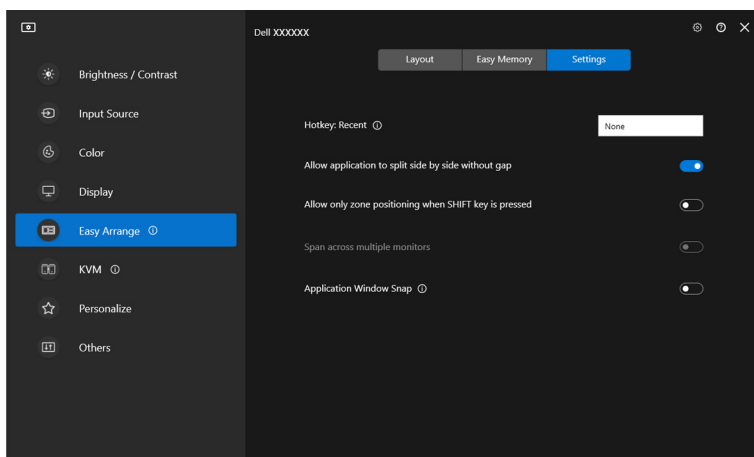 Dell XXXXXX
Layout
Easy Memory
Settings
Brightness / Contrast
Input Source
Color
Display
Easy Arrange
KVM
Personalize
Others
Hotkey: Recent
None
Allow application to split side by side without gap
Allow only zone positioning when SHIFT key is pressed
Span across multiple monitors
Application Window Snap